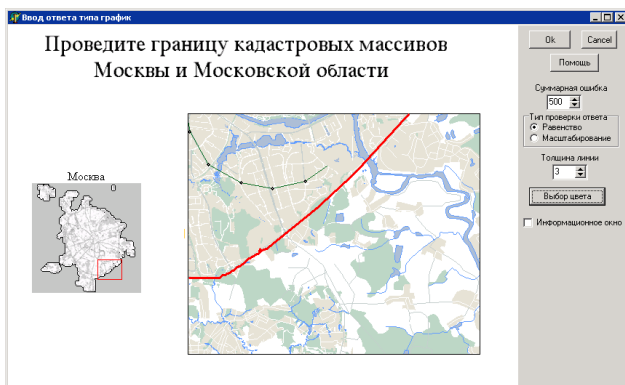 Ввод ответа типа график
Проведите границу кадастровых массивов
Москвы и Московской области
Москва
Ok Cancel
Помощь
Суммарная ошибка
500
Тип проверки ответа
Равенство
Масштабирование
Толщина линии
3
Выбор цвета
Информационное окно